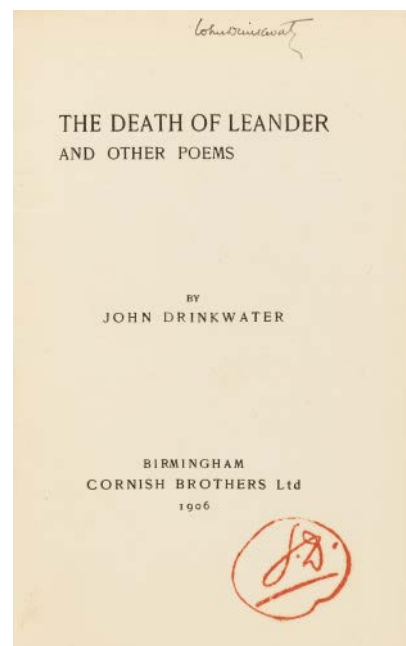 John Drinkwater
THE DEATH OF LEANDER
AND OTHER POEMS
BY
JOHN DRINKWATER
BIRMINGHAM
CORNISH BROTHERS Ltd
1906
J.D.